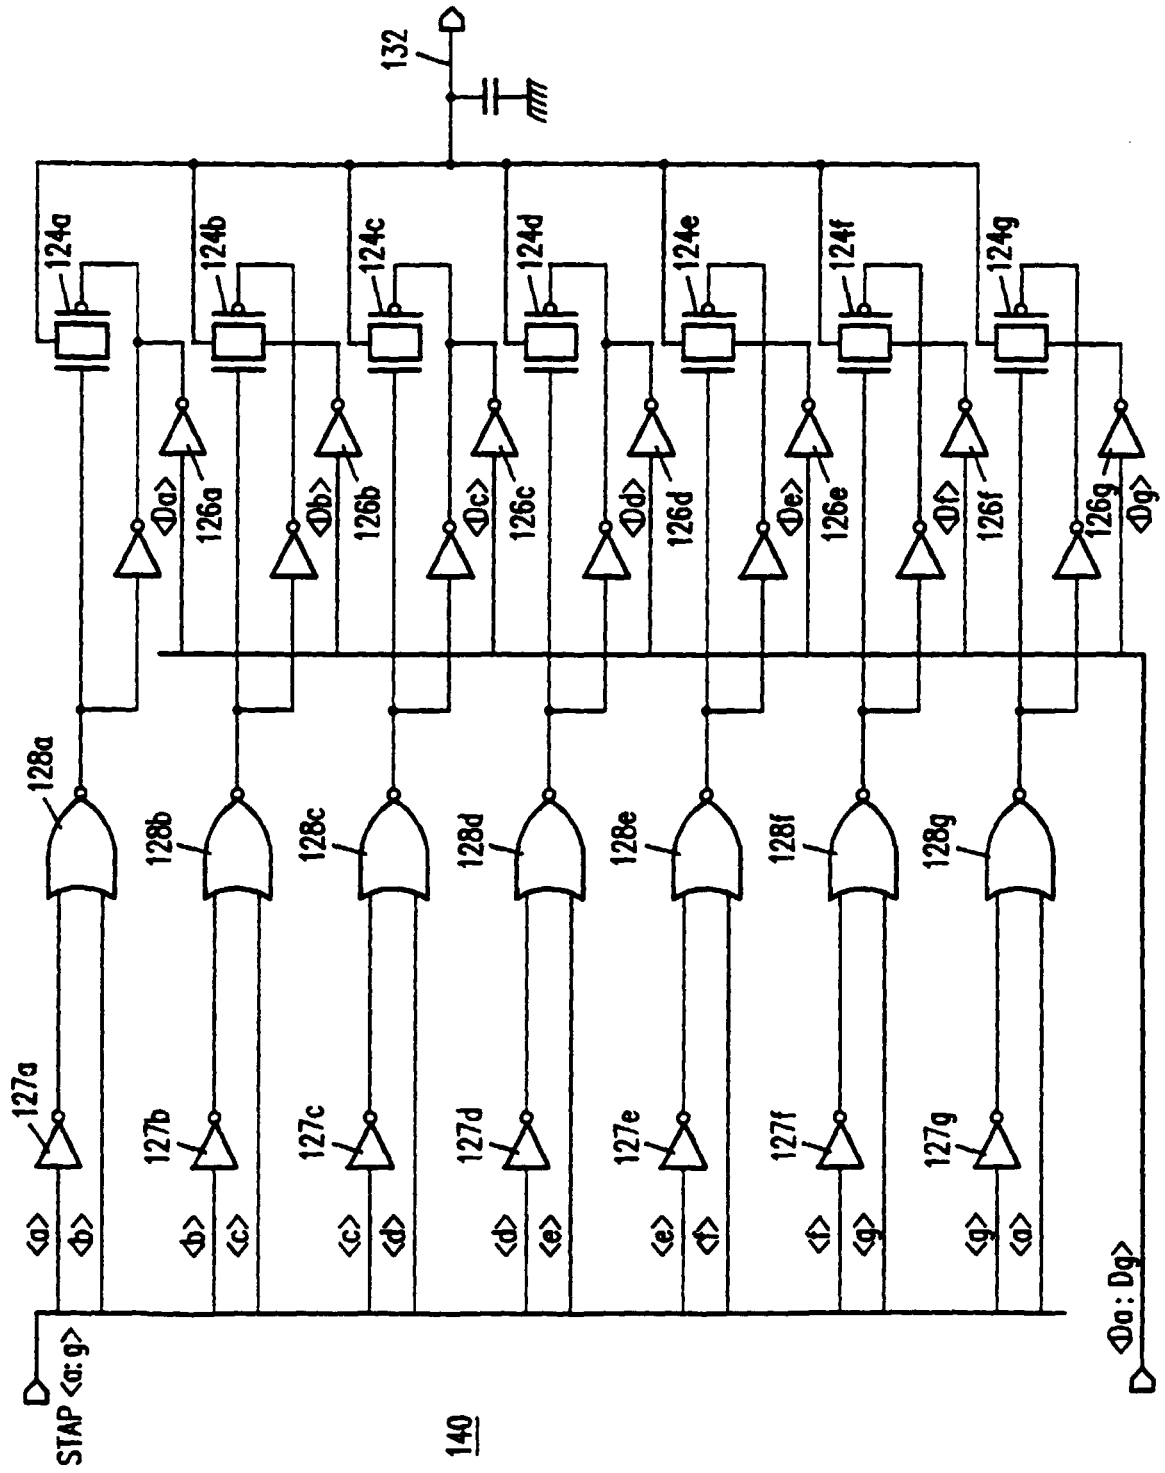 132
124a
124b
124c
124d
124e
124f
124g
<Da>
126a
<Db>
126b
<Dc>
126c
<Dd>
126d
<De>
126e
<Df>
126f
126g
<Dg>
128a
128b
128c
128d
128e
128f
128g
127a
127b
127c
127d
127e
127f
127g
<a>
<b>
<b>
<c>
<c>
<d>
<d>
<e>
<e>
<f>
<f>
<g>
<g>
<a>
STAP <a:g>
<Da : Dg>
140